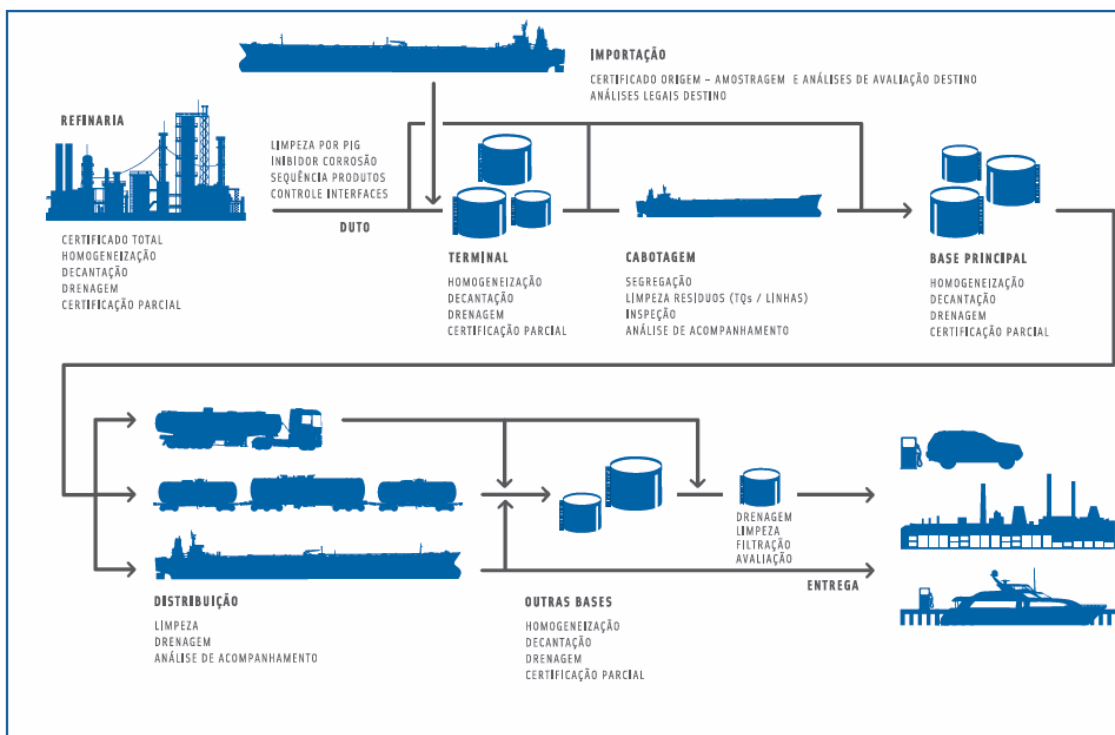 IMPORTAÇÃO
CERTIFICADO ORIGEM – AMOSTRAGEM E ANÁLISES DE AVALIAÇÃO DESTINO
ANÁLISES LEGAIS DESTINO
REFINARIA
LIMPEZA POR PIG
INIBIDOR CORROSÃO
SEQUÊNCIA PRODUTOS
CONTROLE INTERFACES
DUTO
CERTIFICADO TOTAL
HOMOGENEIZAÇÃO
DECANTAÇÃO
DRENAGEM
CERTIFICAÇÃO PARCIAL
TERMINAL
HOMOGENEIZAÇÃO
DECANTAÇÃO
DRENAGEM
CERTIFICAÇÃO PARCIAL
CABOTAGEM
SEGREGAÇÃO
LIMPEZA RESÍDUOS (TQs / LINHAS)
INSPEÇÃO
ANÁLISE DE ACOMPANHAMENTO
BASE PRINCIPAL
HOMOGENEIZAÇÃO
DECANTAÇÃO
DRENAGEM
CERTIFICAÇÃO PARCIAL
DRENAGEM
LIMPEZA
FILTRAÇÃO
AVALIAÇÃO
ENTREGA
DISTRIBUIÇÃO
LIMPEZA
DRENAGEM
ANÁLISE DE ACOMPANHAMENTO
OUTRAS BASES
HOMOGENEIZAÇÃO
DECANTAÇÃO
DRENAGEM
CERTIFICAÇÃO PARCIAL